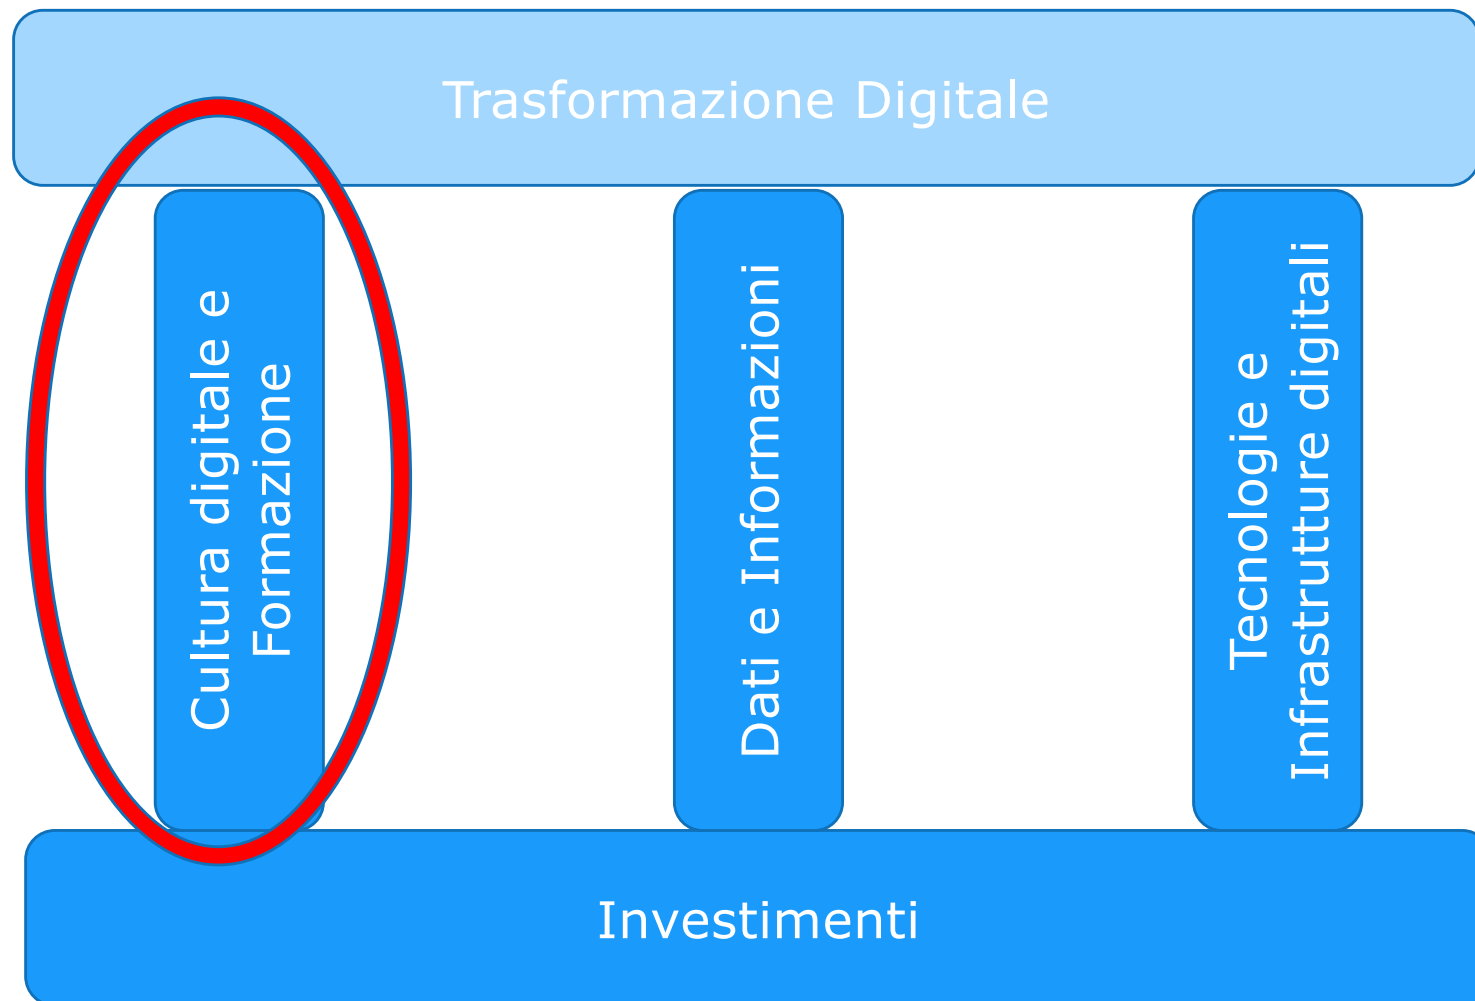 Trasformazione Digitale
Cultura digitale e
Formazione
Dati e Informazioni
Tecnologie e
Infrastrutture digitali
Investimenti